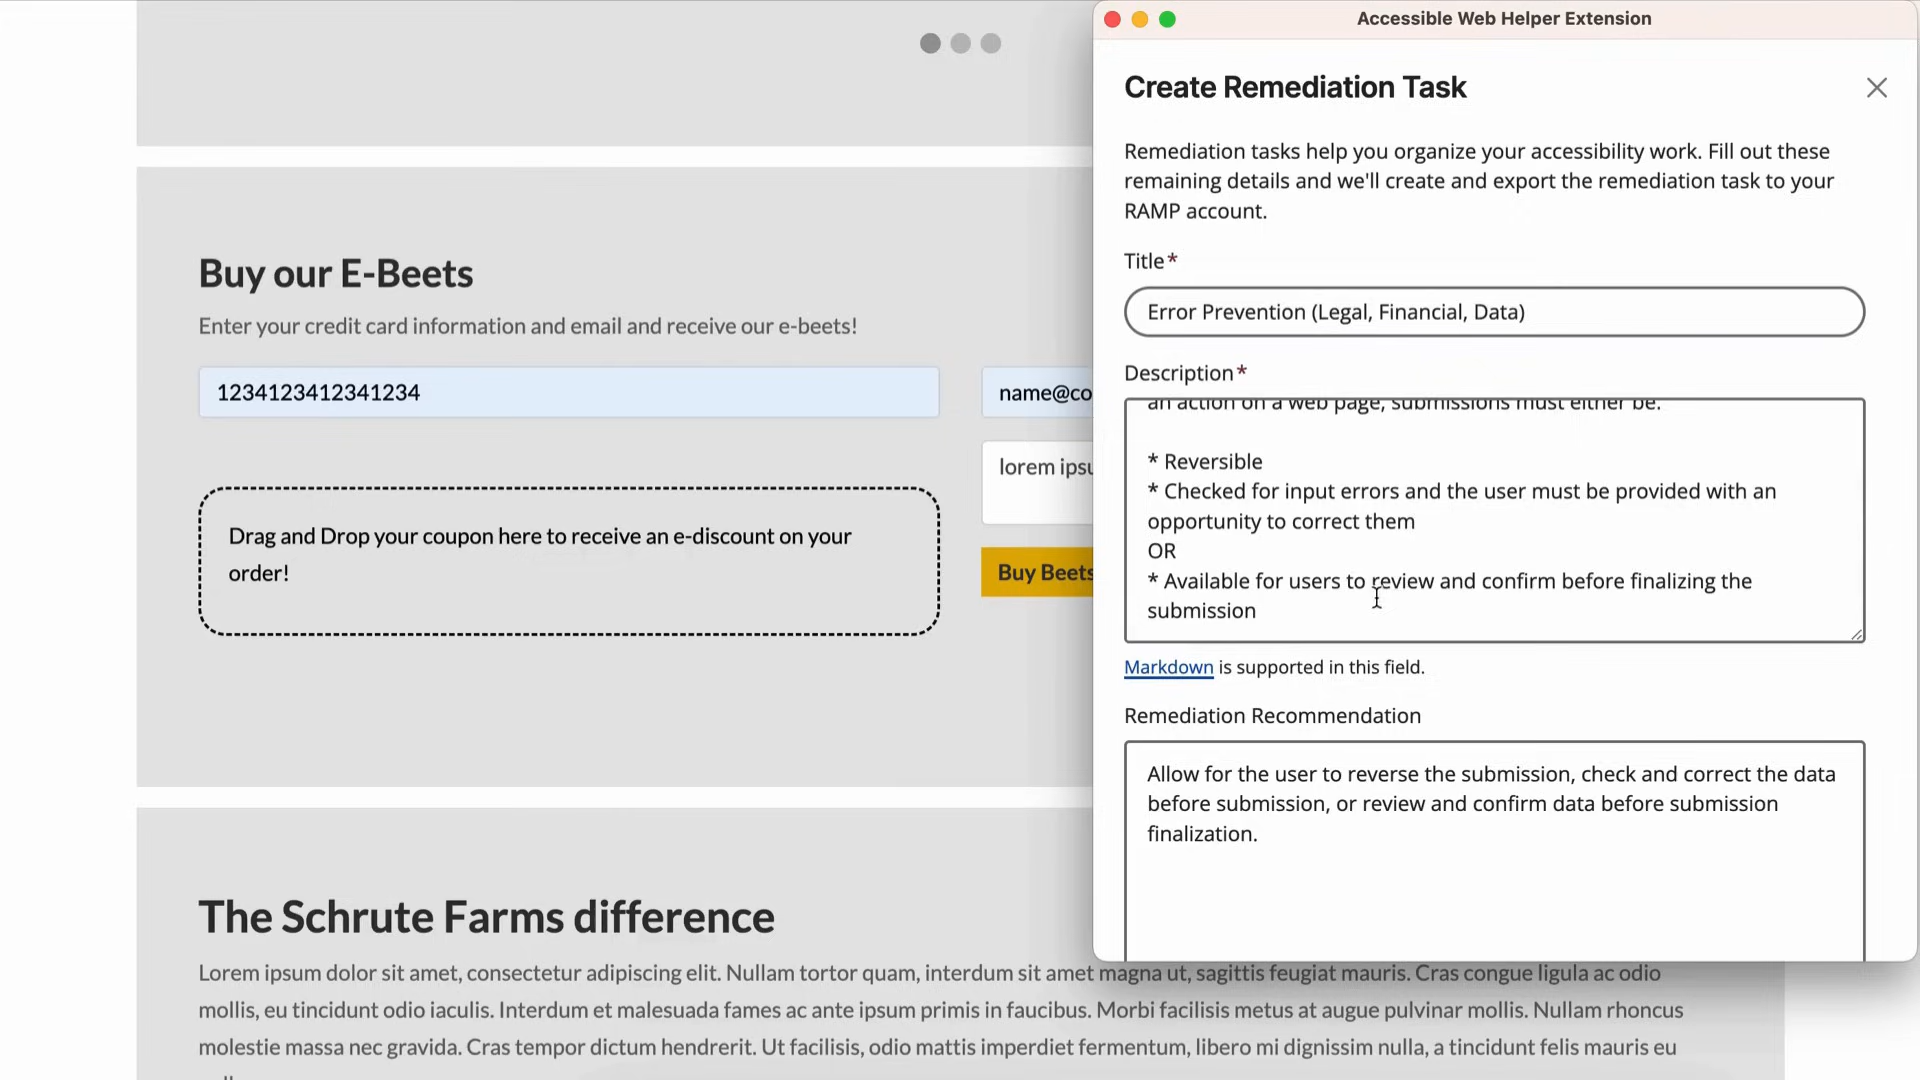 Buy our E-Beets
Enter your credit card information and email and receive our e-beets!
1234123412341234
name@co
lorem ipsu
Drag and Drop your coupon here to receive an e-discount on your
order!
Buy Beets
The Schrute Farms difference
Lorem ipsum dolor sit amet, consectetur adipiscing elit. Nullam tortor quam, interdum sit amet magna ut, sagittis feugiat mauris. Cras congue ligula ac odio
mollis, eu tincidunt odio iaculis. Interdum et malesuada fames ac ante ipsum primis in faucibus. Morbi facilisis metus at augue pulvinar mollis. Nullam rhoncus
molestie massa nec gravida. Cras tempor dictum hendrerit. Ut facilisis, odio mattis imperdiet fermentum, libero mi dignissim nulla, a tincidunt felis mauris eu
Accessible Web Helper Extension
Create Remediation Task
Remediation tasks help you organize your accessibility work. Fill out these
remaining details and we'll create and export the remediation task to your
RAMP account.
Title*
Error Prevention (Legal, Financial, Data)
Description*
an action on a web page, submissions must either be:
* Reversible
* Checked for input errors and the user must be provided with an
opportunity to correct them
OR
* Available for users to review and confirm before finalizing the
submission
Markdown is supported in this field.
Remediation Recommendation
Allow for the user to reverse the submission, check and correct the data
before submission, or review and confirm data before submission
finalization.